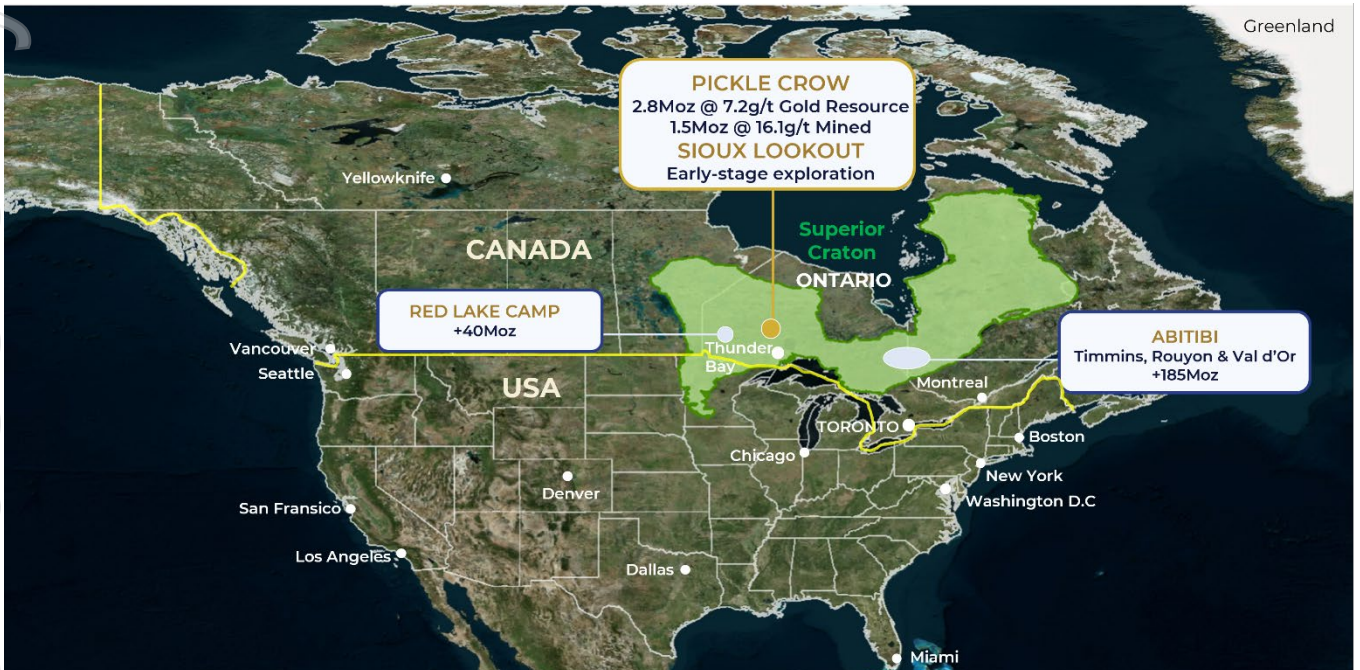 Greenland
PICKLE CROW
2.8Moz @ 7.2g/t Gold Resource
1.5Moz @ 16.1g/t Mined
SIOUX LOOKOUT
Early-stage exploration
Yellowknife
CANADA
Superior
Craton
ONTARIO
RED LAKE CAMP
+40Moz
ABITIBI
Timmins, Rouyon & Val d’Or
+185Moz
Vancouver
Thunder
Bay
Seattle
USA
Montreal
TORONTO
Boston
Chicago
New York
Denver
Washington D.C
San Fransico
Los Angeles
Dallas
Miami